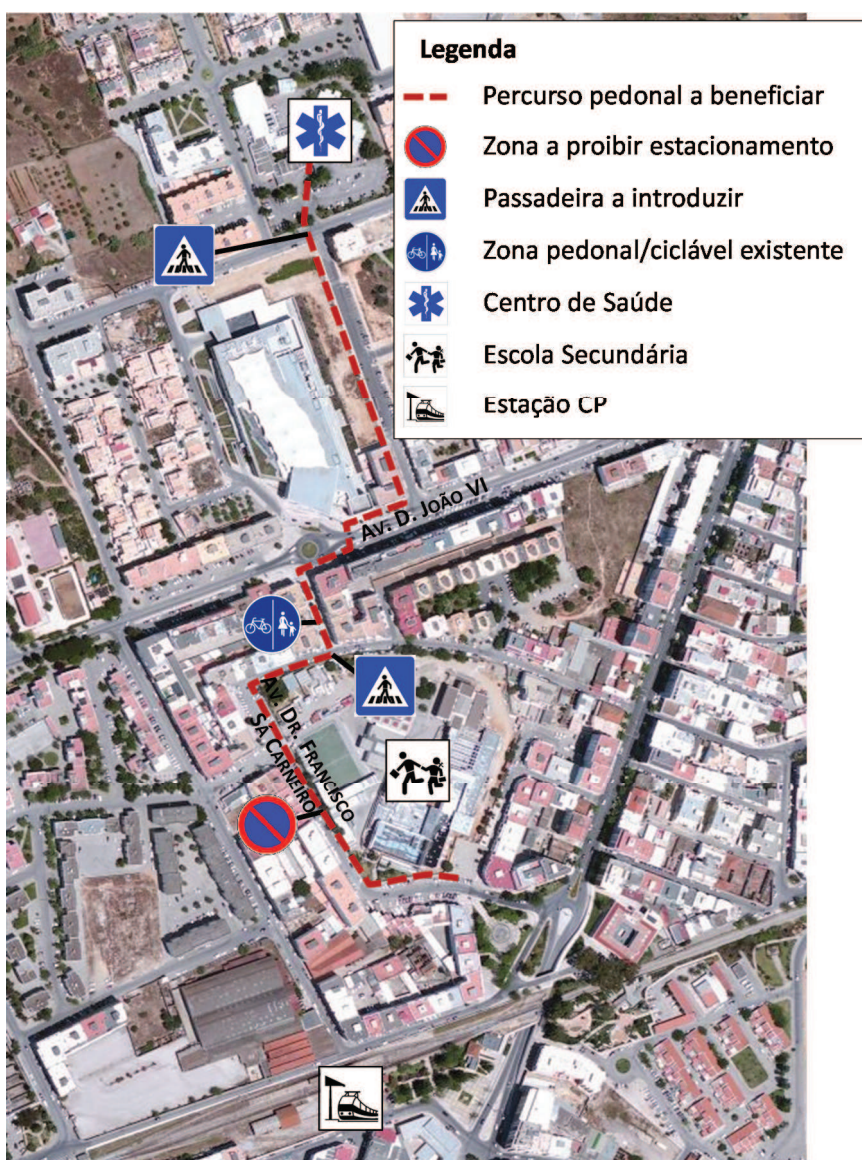 Legenda
Percurso pedonal a beneficiar
Zona a proibir estacionamento
Passadeira a introduzir
Zona pedonal/ciclável existente
Centro de Saúde
Escola Secundária
Estação CP
Av. D. João VI
Av. Dr. Francisco
Sá Carneiro